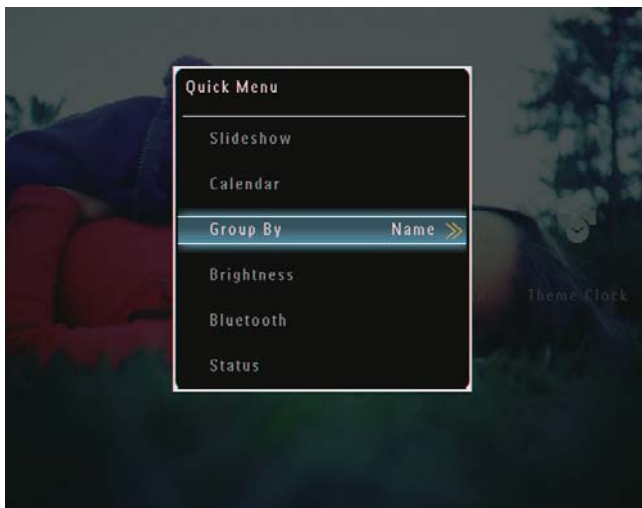 Quick Menu
Slideshow
Calendar
Group By Name
Brightness
Bluetooth
Status
Theme Clock